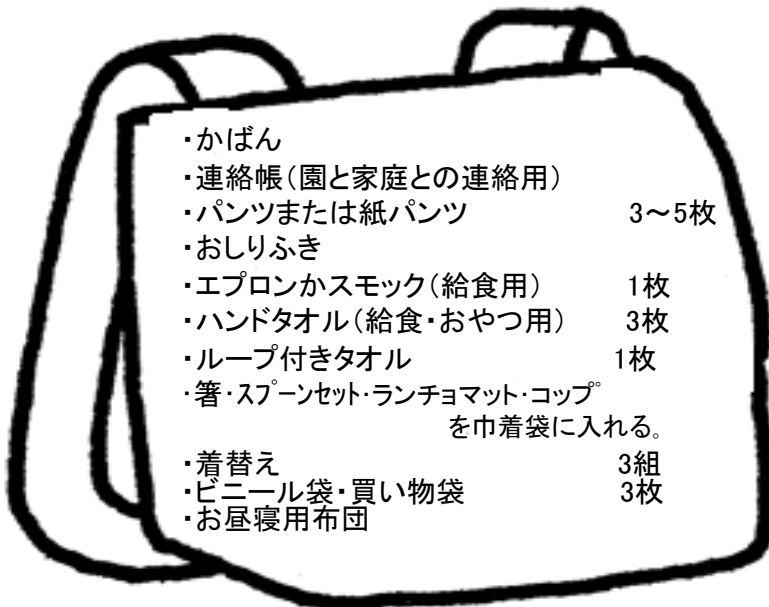 ・かばん
・連絡帳(園と家庭との連絡用)
・パンツまたは紙パンツ 3~5枚
・おしりふき
・エプロンかスモック(給食用) 1枚
・ハンドタオル(給食・おやつ用) 3枚
・ループ付きタオル 1枚
・箸・スプーンセット・ランチョマット・コップ
を巾着袋に入れる。
・着替え 3組
・ビニール袋・買い物袋 3枚
・お昼寝用布団